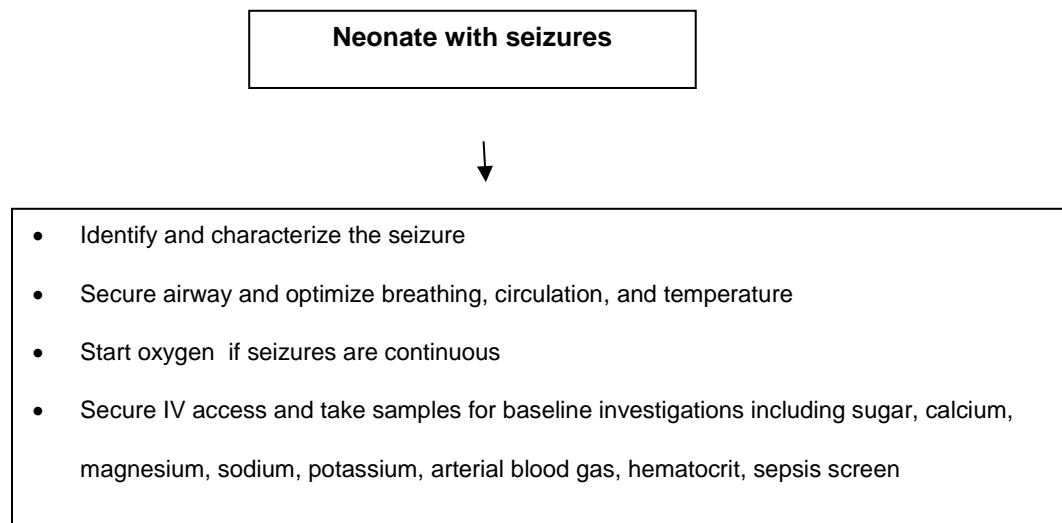 Neonate with seizures
• Identify and characterize the seizure
• Secure airway and optimize breathing, circulation, and temperature
• Start oxygen  if seizures are continuous
• Secure IV access and take samples for baseline investigations including sugar, calcium,
magnesium, sodium, potassium, arterial blood gas, hematocrit, sepsis screen